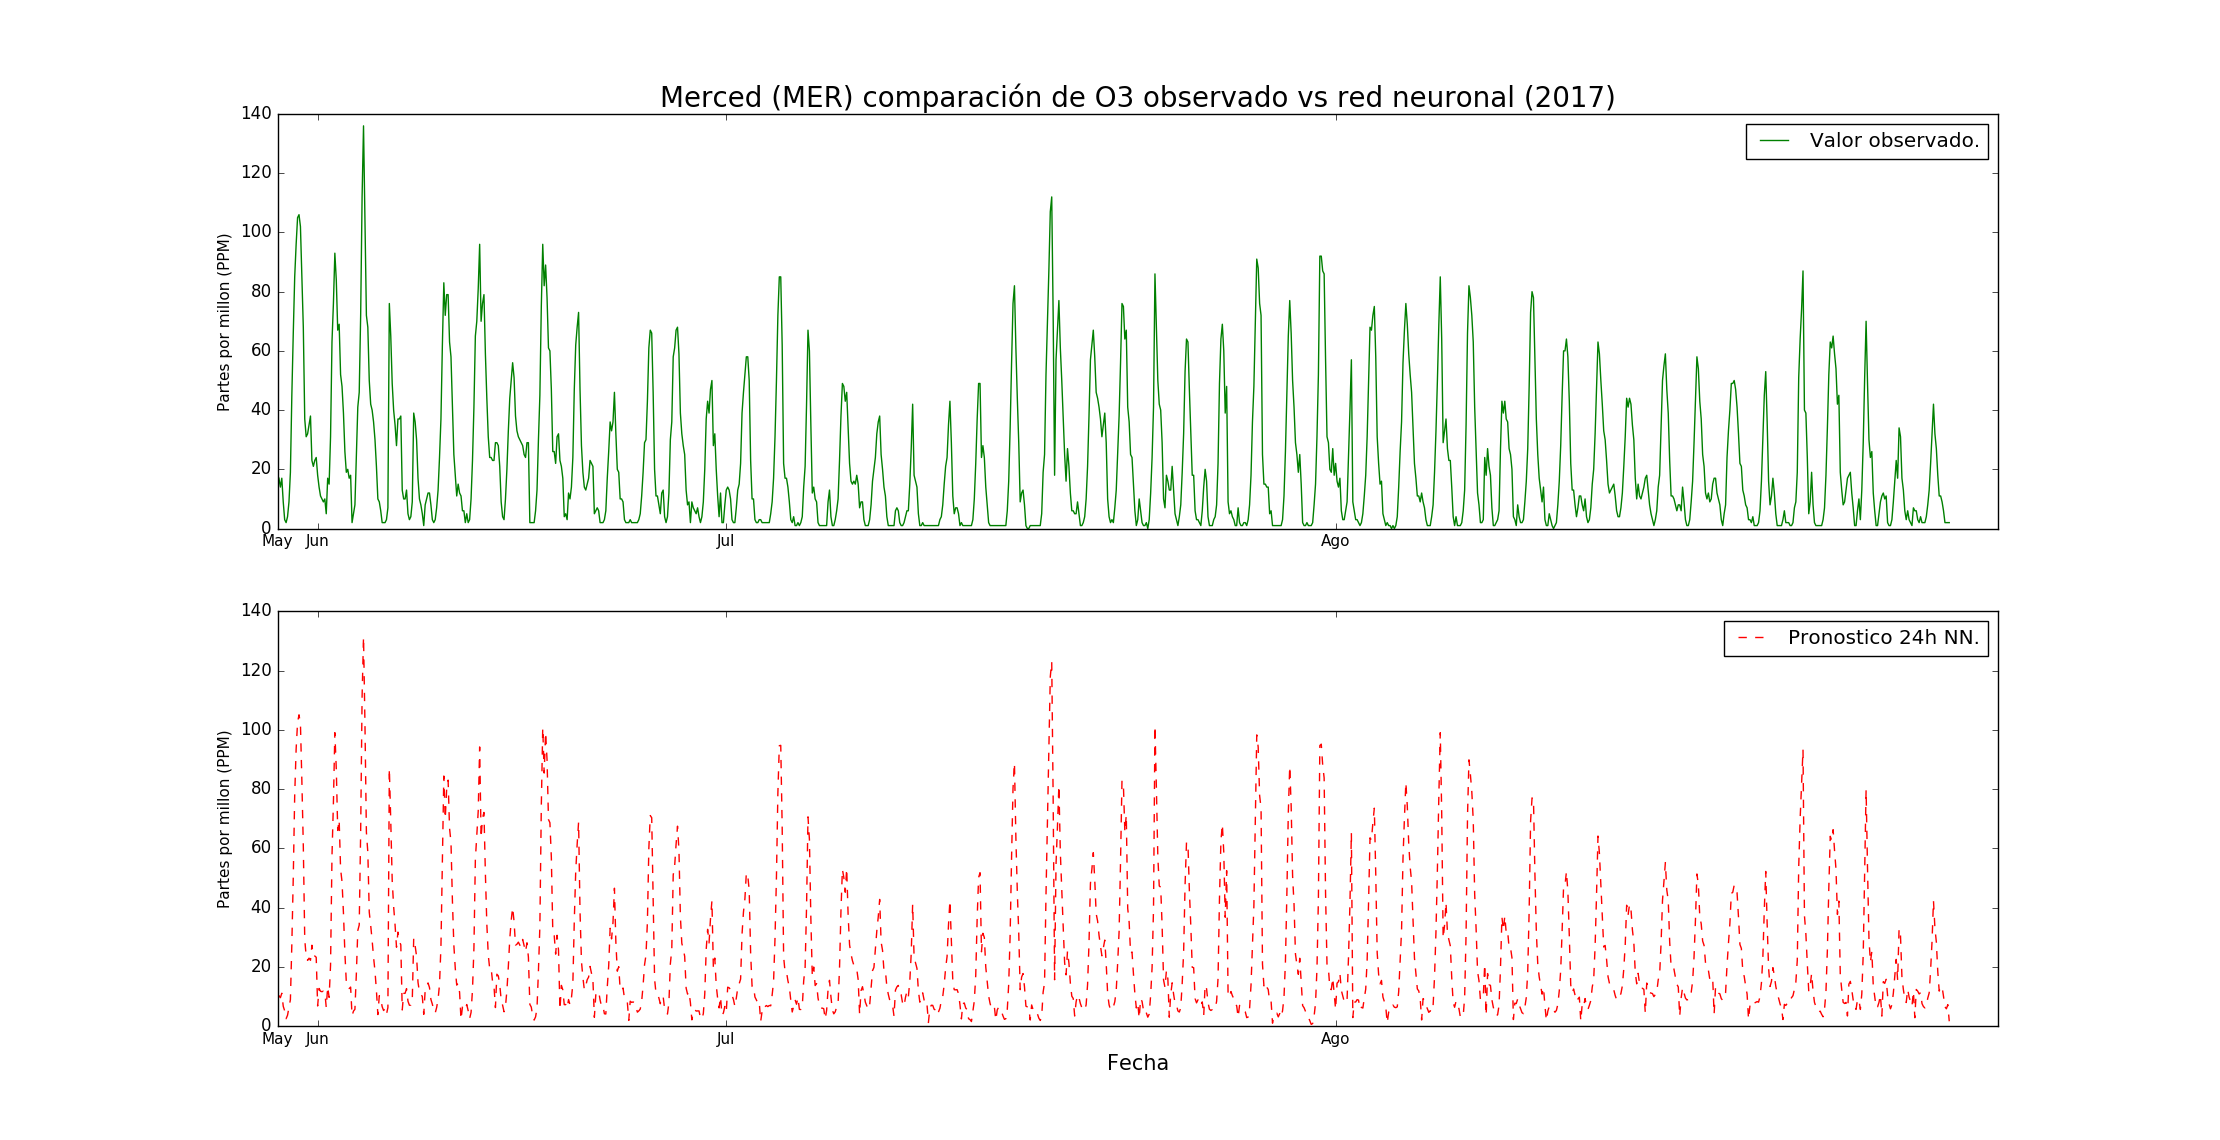 Merced (MER) comparación de O3 observado vs red neuronal (2017)
140
120
100
80
60
40
20
0
Partes por millon (PPM)
Valor observado.
May Jun Jul Ago
140
120
100
80
60
40
20
0
Partes por millon (PPM)
Pronostico 24h NN.
May Jun Jul Ago
Fecha